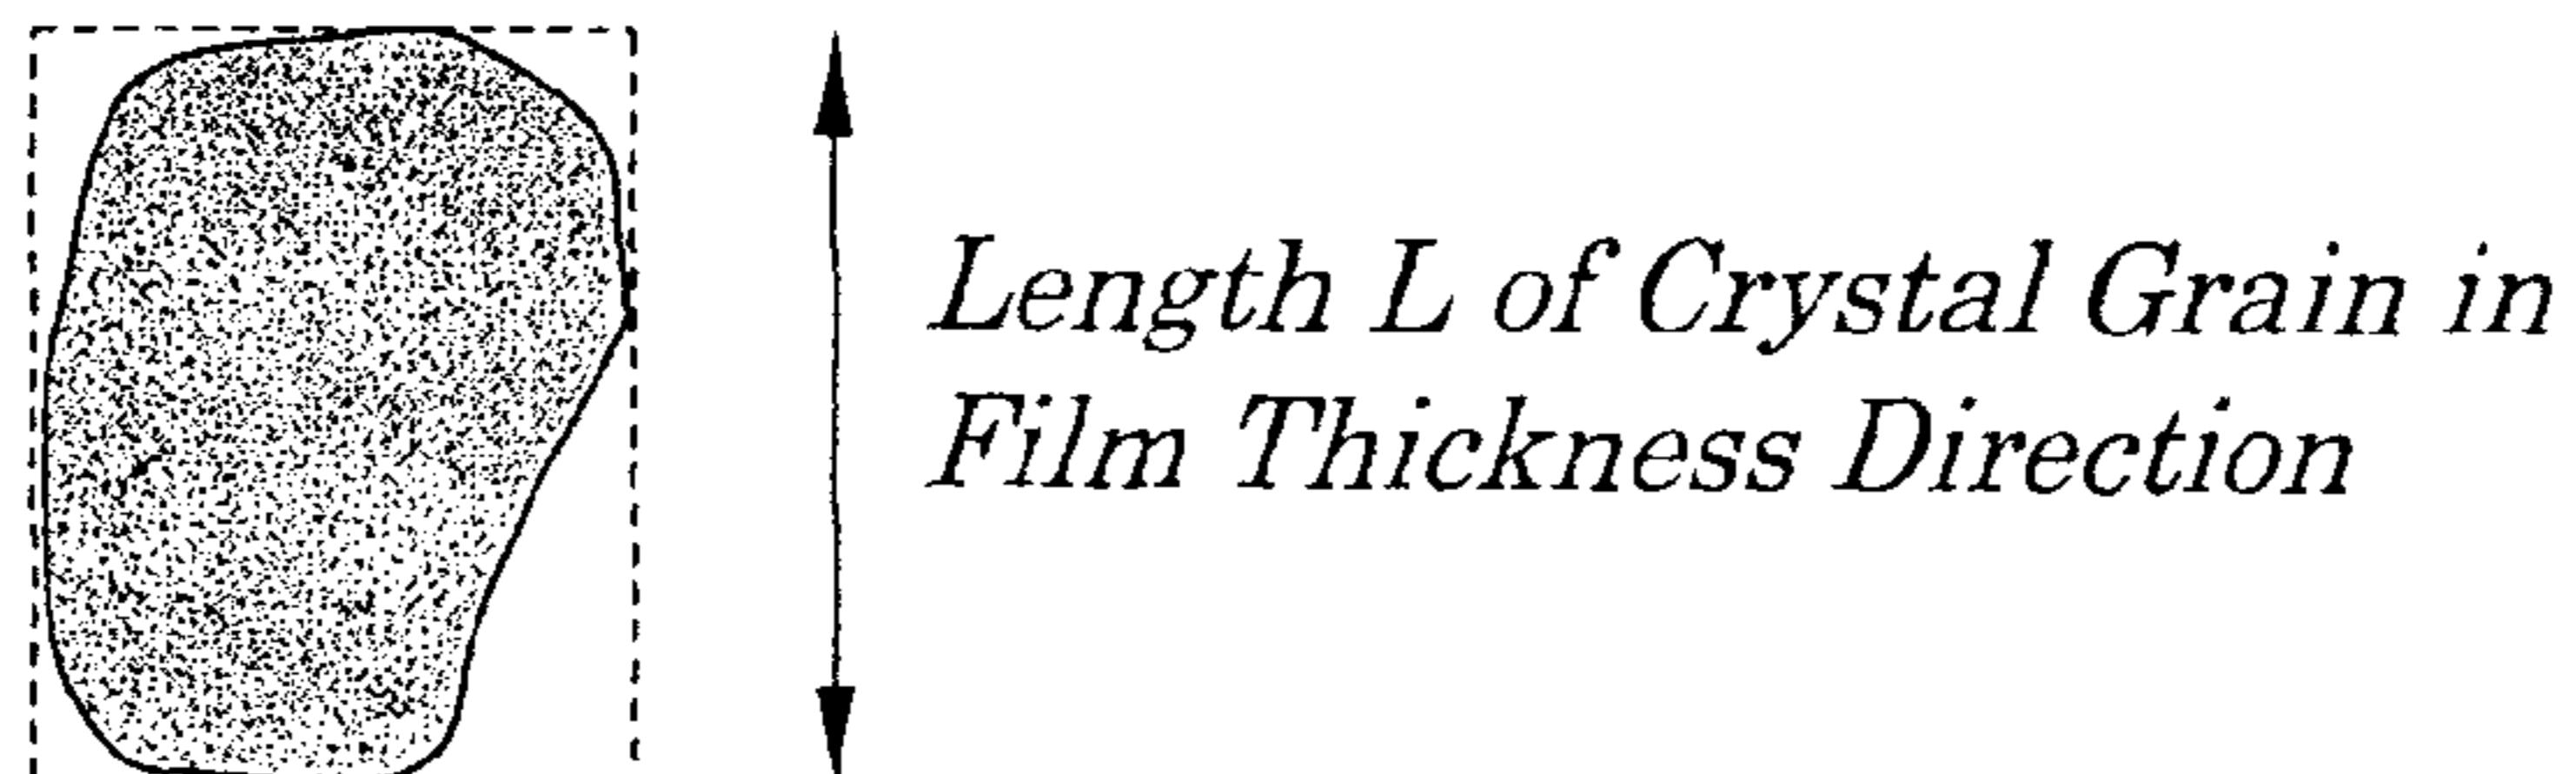 Length L of Crystal Grain in
Film Thickness Direction